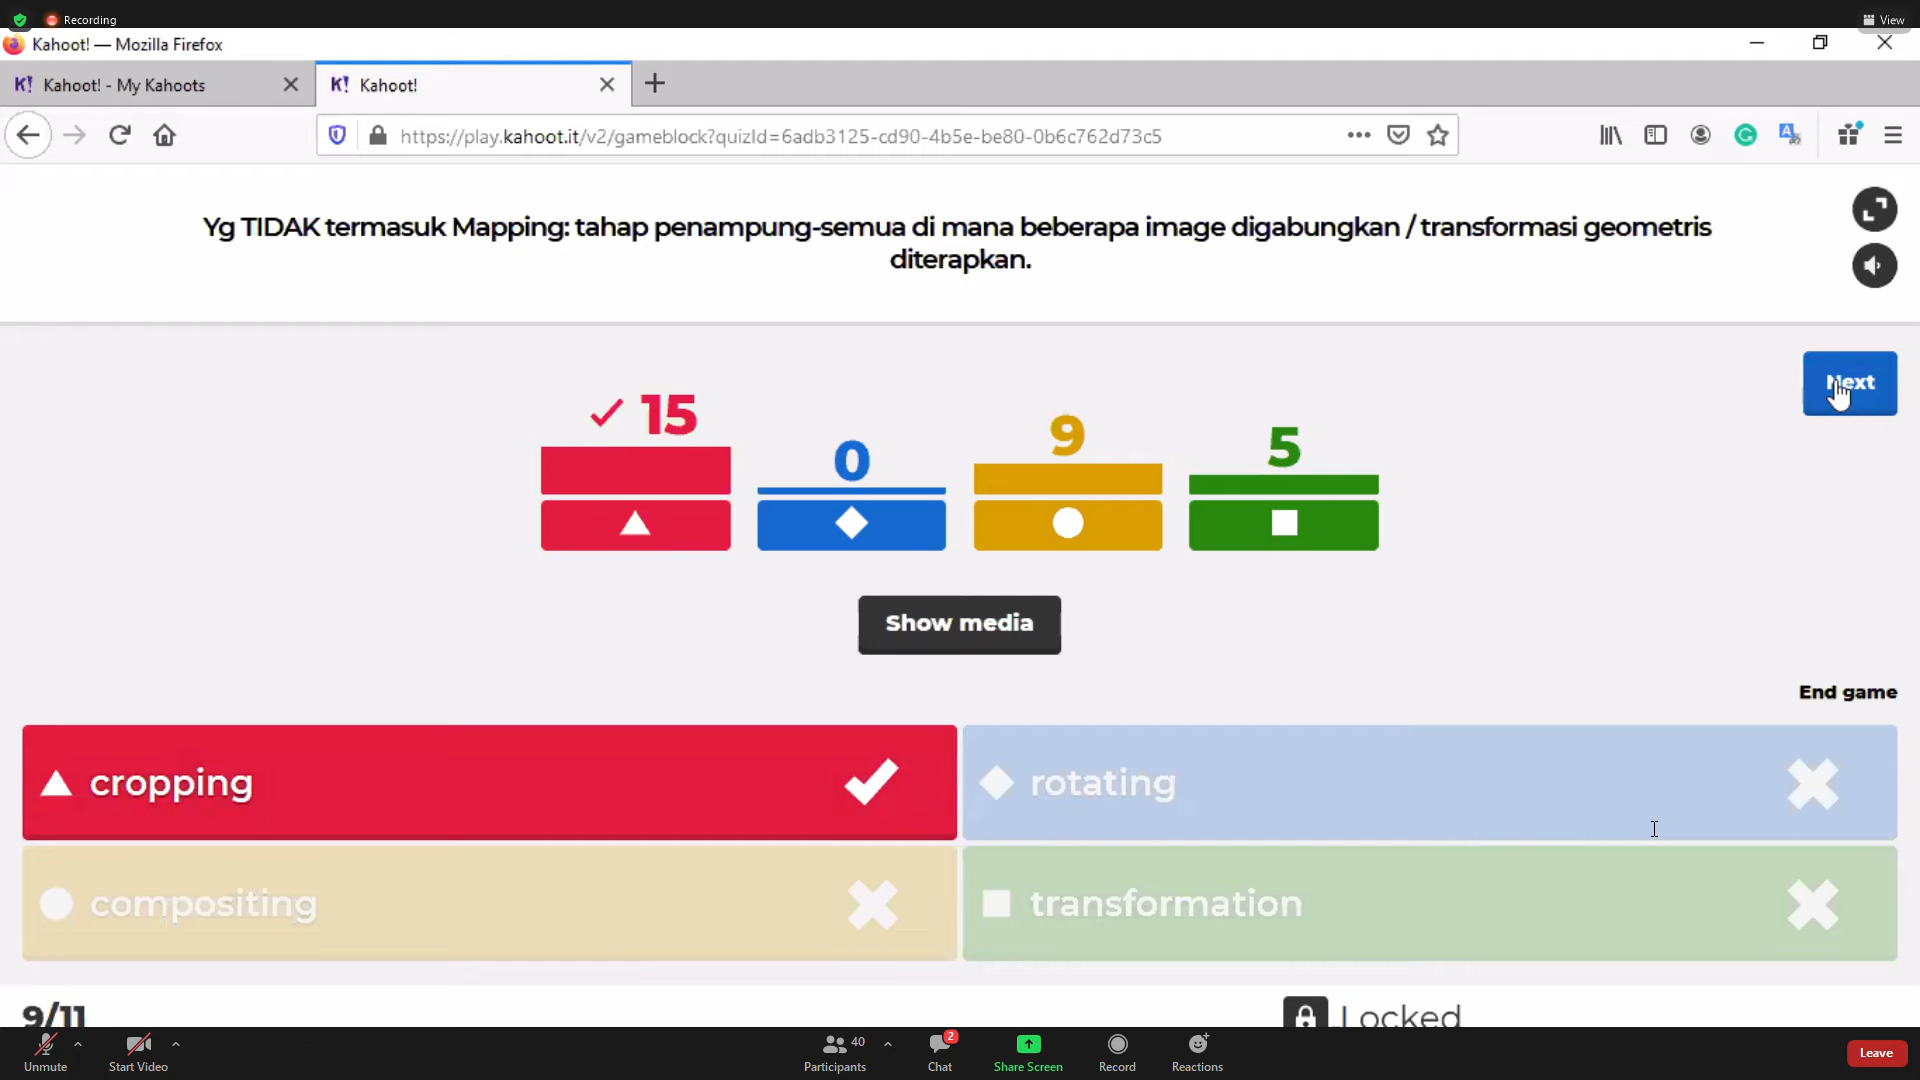 Recording
View
Kahoot! — Mozilla Firefox
K! Kahoot! - My Kahoots
K! Kahoot!
https://play.kahoot.it/v2/gameblock?quizId=6adb3125-cd90-4b5e-be80-0b6c762d73c5
Yg TIDAK termasuk Mapping: tahap penampung-semua di mana beberapa image digabungkan / transformasi geometris
diterapkan.
Next
15
0
9
5
Show media
End game
cropping
rotating
compositing
transformation
9/11
Locked
Unmute
Start Video
40
Participants
2
Chat
Share Screen
Record
Reactions
Leave